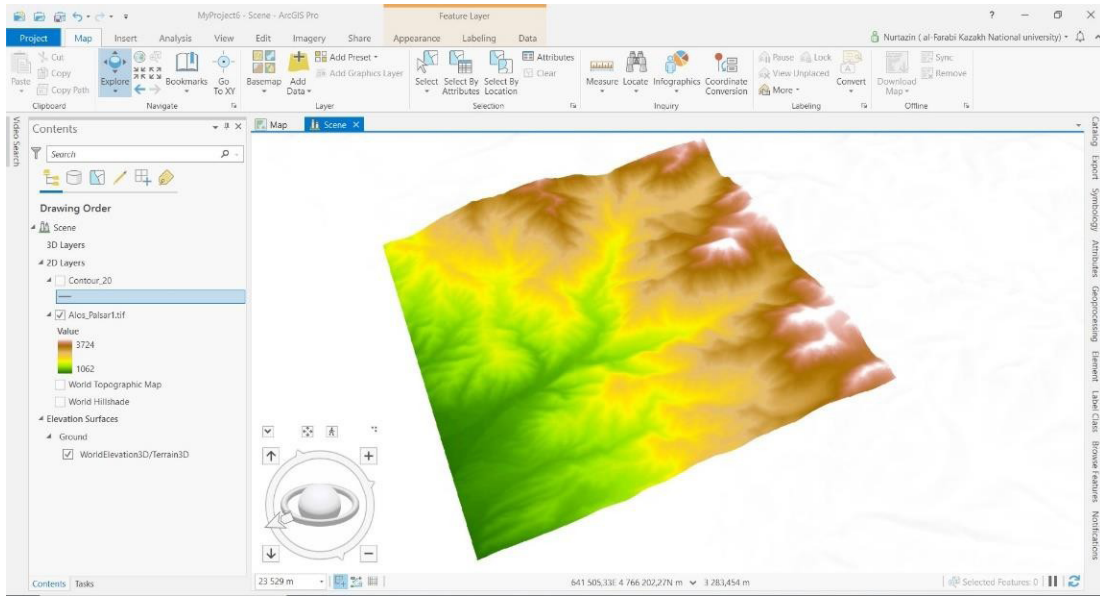 MyProject6 - Scene - ArcGIS Pro
Feature Layer
? — ×
Project Map Insert Analysis View Edit Imagery Share Appearance Labeling Data
Nurtazin ( al-Farabi Kazakh National university)
Paste
Cut
Copy
Copy Path
Clipboard
Explore
Bookmarks
Go To XY
Navigate
Basemap
Add Data
Add Preset
Add Graphics Layer
Layer
Select
Select By Attributes
Select By Location
Attributes
Clear
Selection
Measure
Locate
Infographics
Coordinate Conversion
Inquiry
Pause
Lock
View Unplaced
More
Convert
Labeling
Download Map
Sync
Remove
Offline
Video Search
Contents
Search
Drawing Order
Scene
3D Layers
2D Layers
Contour_20
Alos_Palsar1.tif
Value
3724
1062
World Topographic Map
World Hillshade
Elevation Surfaces
Ground
WorldElevation3D/Terrain3D
Contents Tasks
Map
Scene ×
23 529 m
641 505,33E 4 766 202,27N m
3 283,454 m
Selected Features: 0
Catalog
Export
Symbology
Attributes
Geoprocessing
Element
Label Class
Browse Features
Notifications